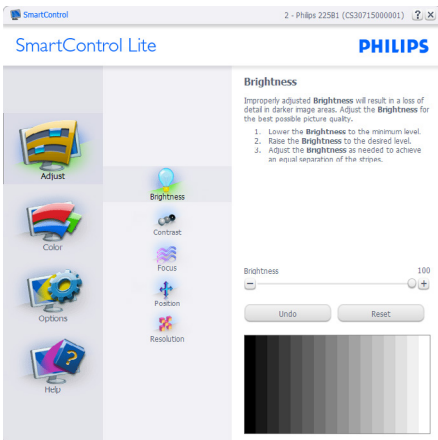 SmartControl
2 - Philips 225B1 (CS30715000001)
SmartControl Lite
PHILIPS
Adjust
Color
Options
Help
Brightness
Contrast
Focus
Position
Resolution
Brightness
Improperly adjusted Brightness will result in a loss of
detail in darker image areas. Adjust the Brightness for
the best possible picture quality.
1. Lower the Brightness to the minimum level.
2. Raise the Brightness to the desired level.
3. Adjust the Brightness as needed to achieve
an equal separation of the stripes.
Brightness
100
Undo
Reset